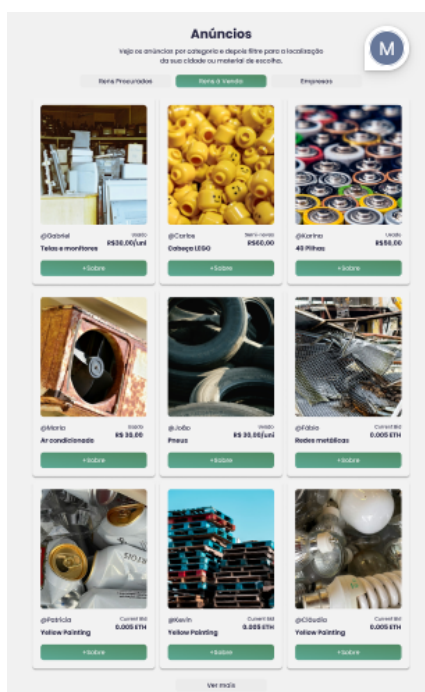 Anúncios
M
Veja os anúncios por categoria e depois filtre para a localização
da sua cidade ou material de escolha.
Itens Procurados
Itens à Venda
Empresas
@Gabriel
Usado
Telas e monitores
R$30,00/uni
+Sobre
@Carlos
Semi-novas
Cabeça LEGO
R$60,00
+Sobre
@Karina
Usado
40 Pilhas
R$50,00
+Sobre
@Maria
Usado
Ar condicionado
R$ 30,00
+Sobre
@João
Usado
Pneus
R$ 30,00/uni
+Sobre
@Fábio
Current Bid
Redes metálicas
0.005 ETH
+Sobre
@Patricia
Current Bid
Yellow Painting
0.005 ETH
+Sobre
@Kevin
Current Bid
Yellow Painting
0.005 ETH
+Sobre
@Cláudio
Current Bid
Yellow Painting
0.005 ETH
+Sobre
Ver mais